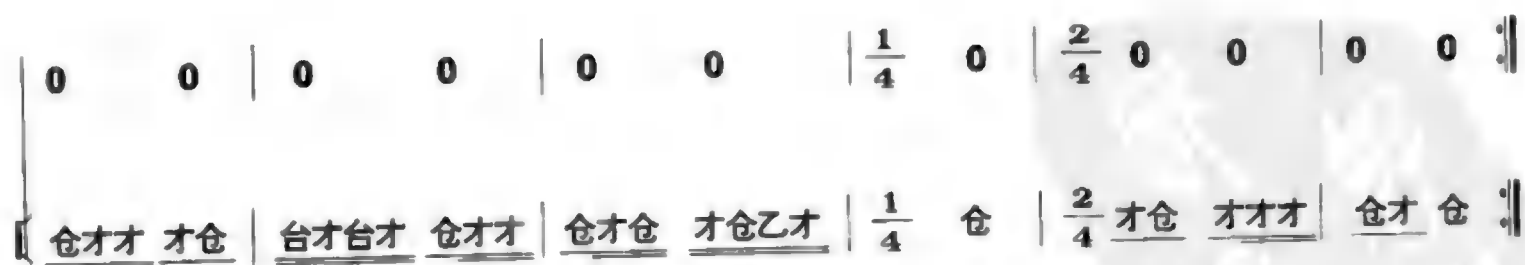 0 0 | 0 0 | 0 0 | 1/4 0 | 2/4 0 0 | 0 0 :‖
仓才才 才仓 | 台才台才 仓才才 | 仓才仓 才仓乙才 | 1/4 仓 | 2/4 才仓 才才才 | 仓才 仓 :‖